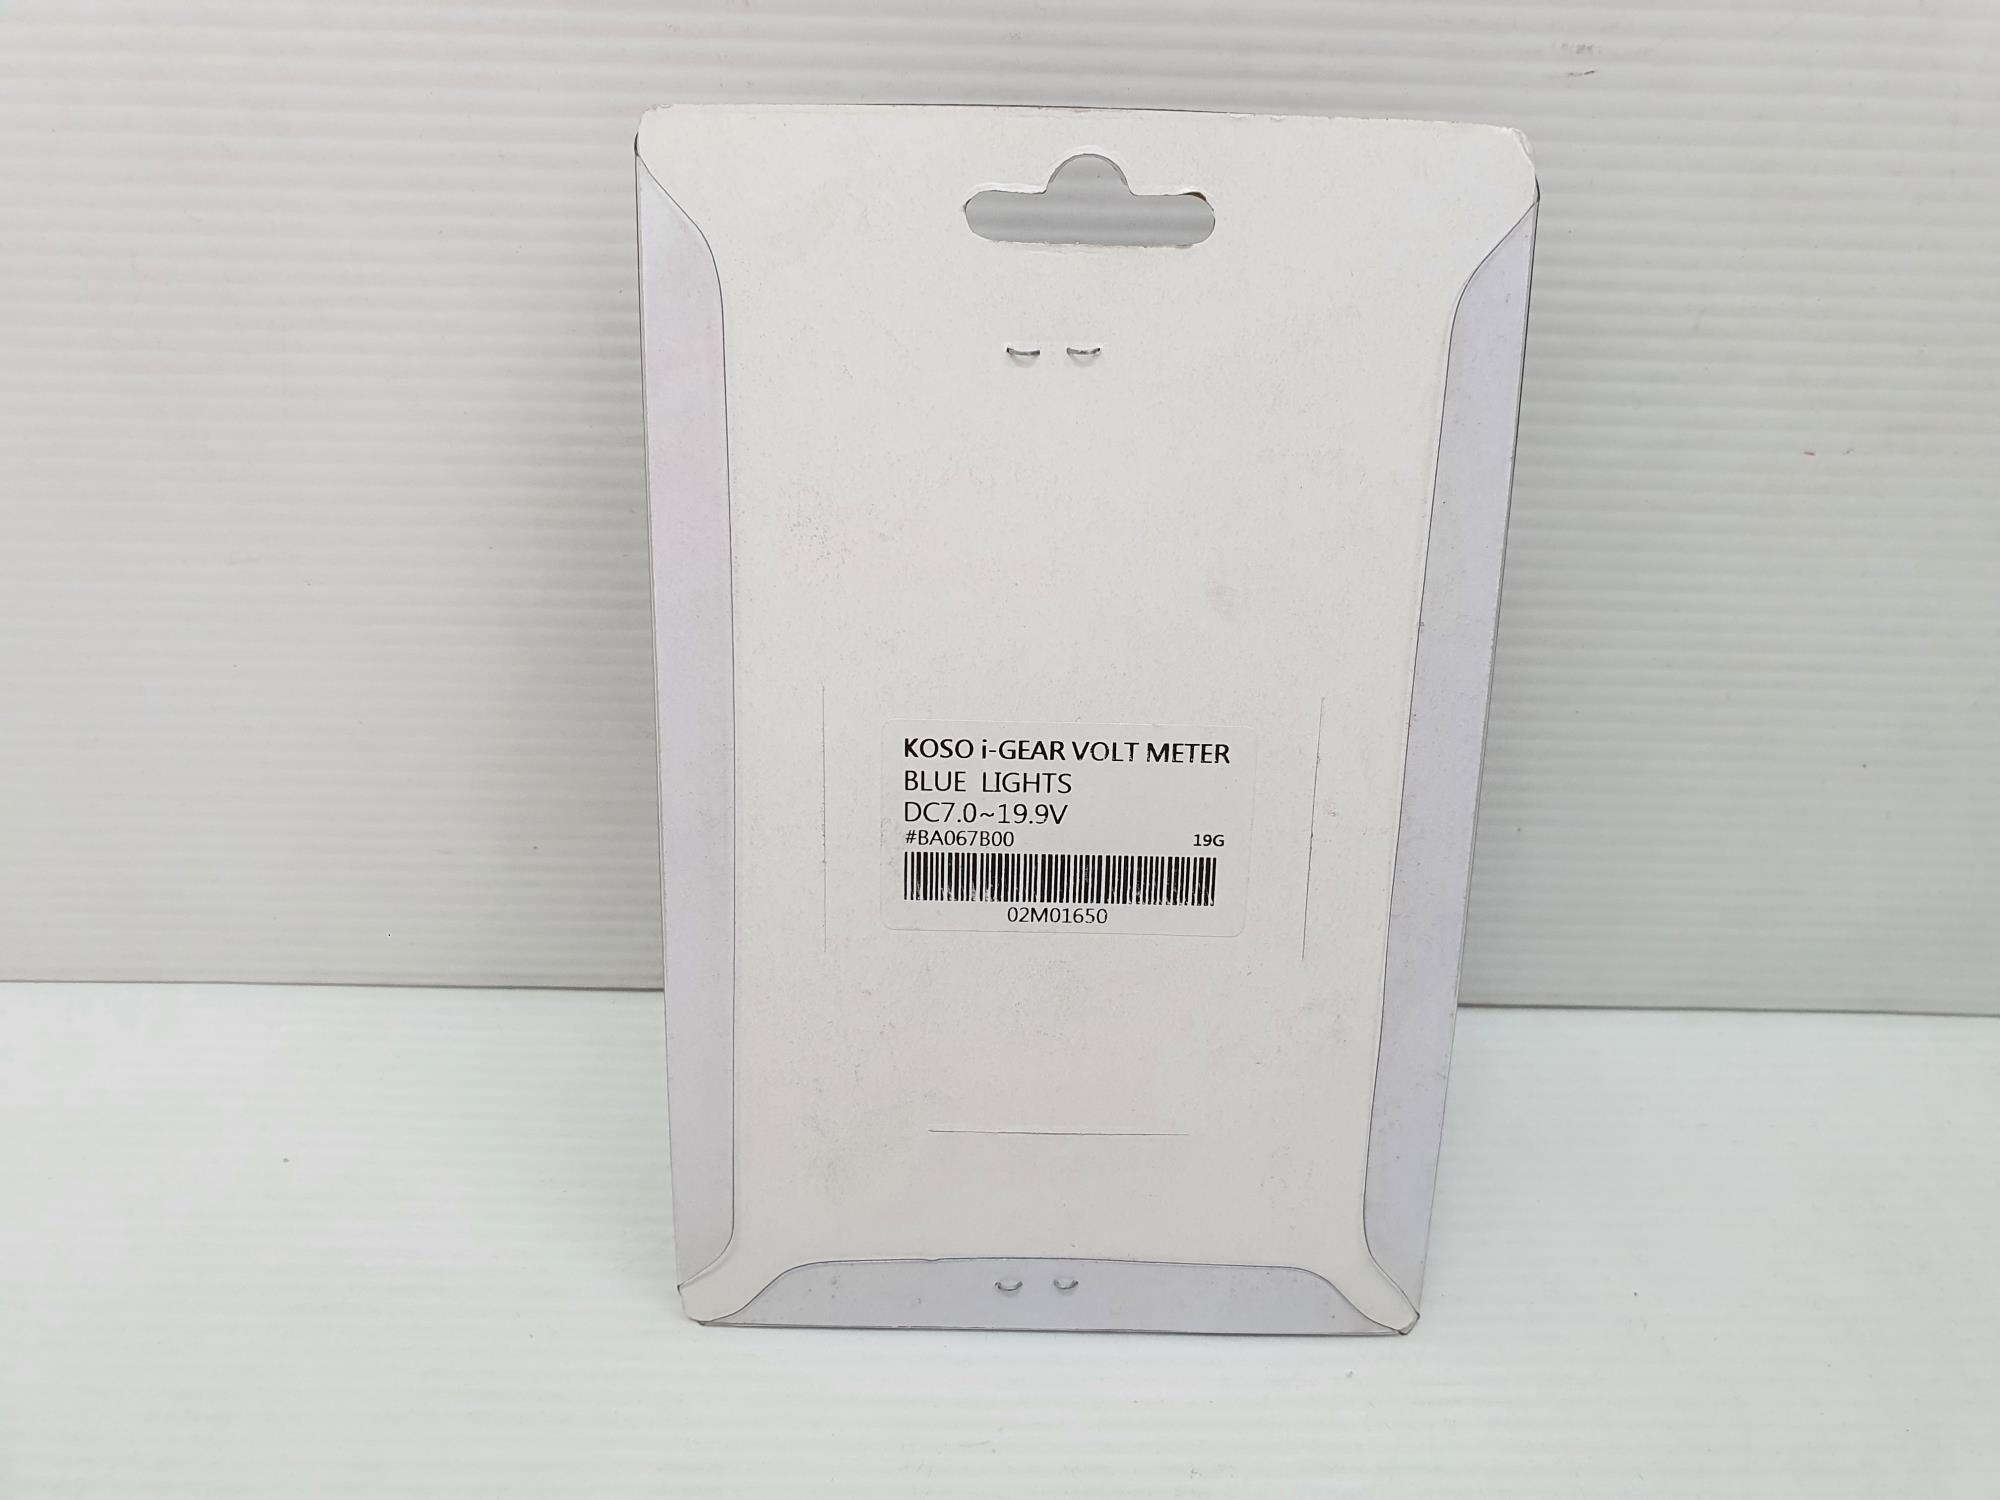 KOSO i-GEAR VOLT METER
BLUE LIGHTS
DC7.0~19.9V
#BA067B00 19G
02M01650